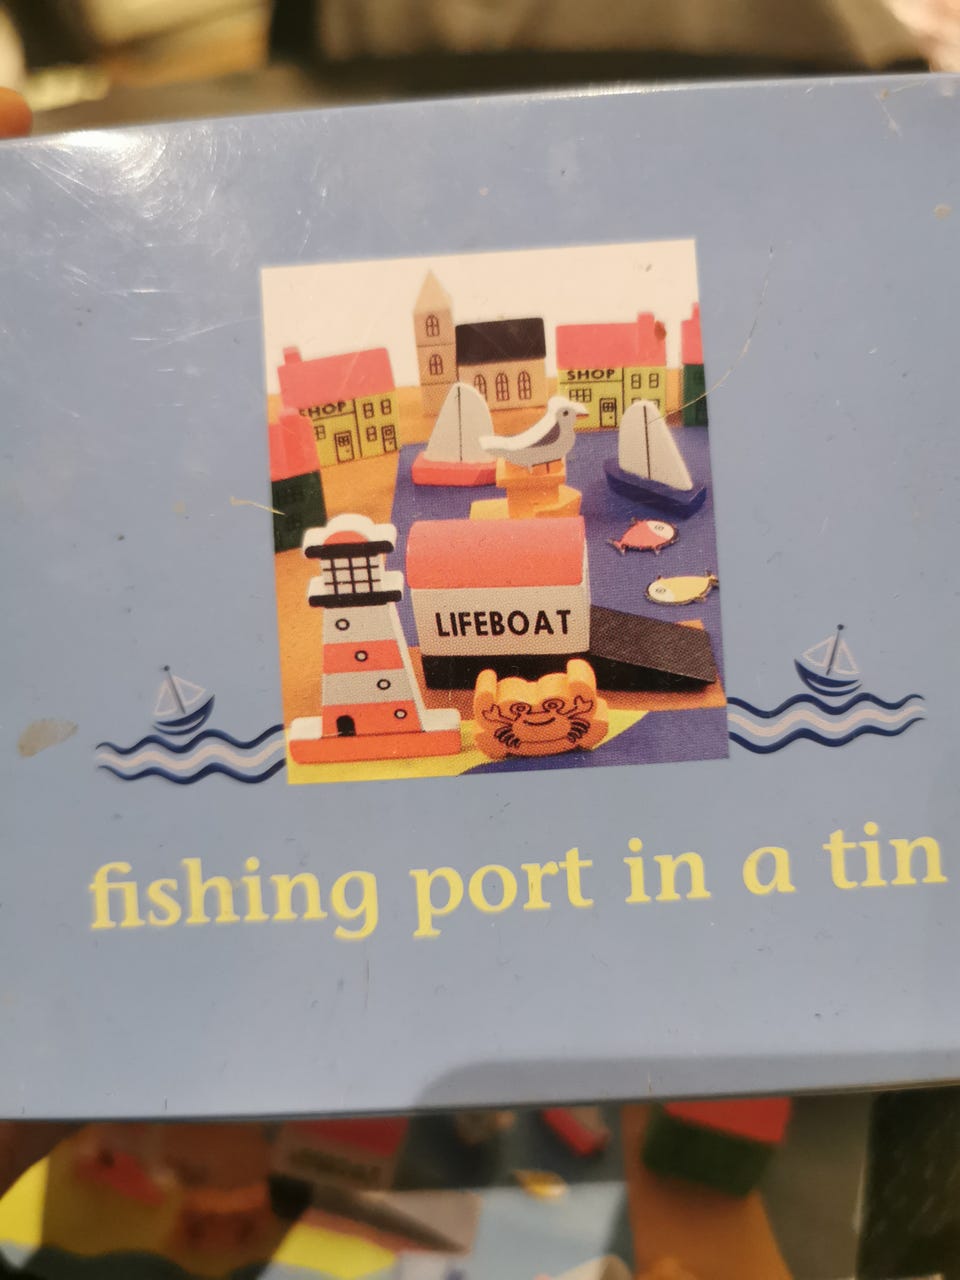 SHOP
SHOP
LIFEBOAT
fishing port in a tin